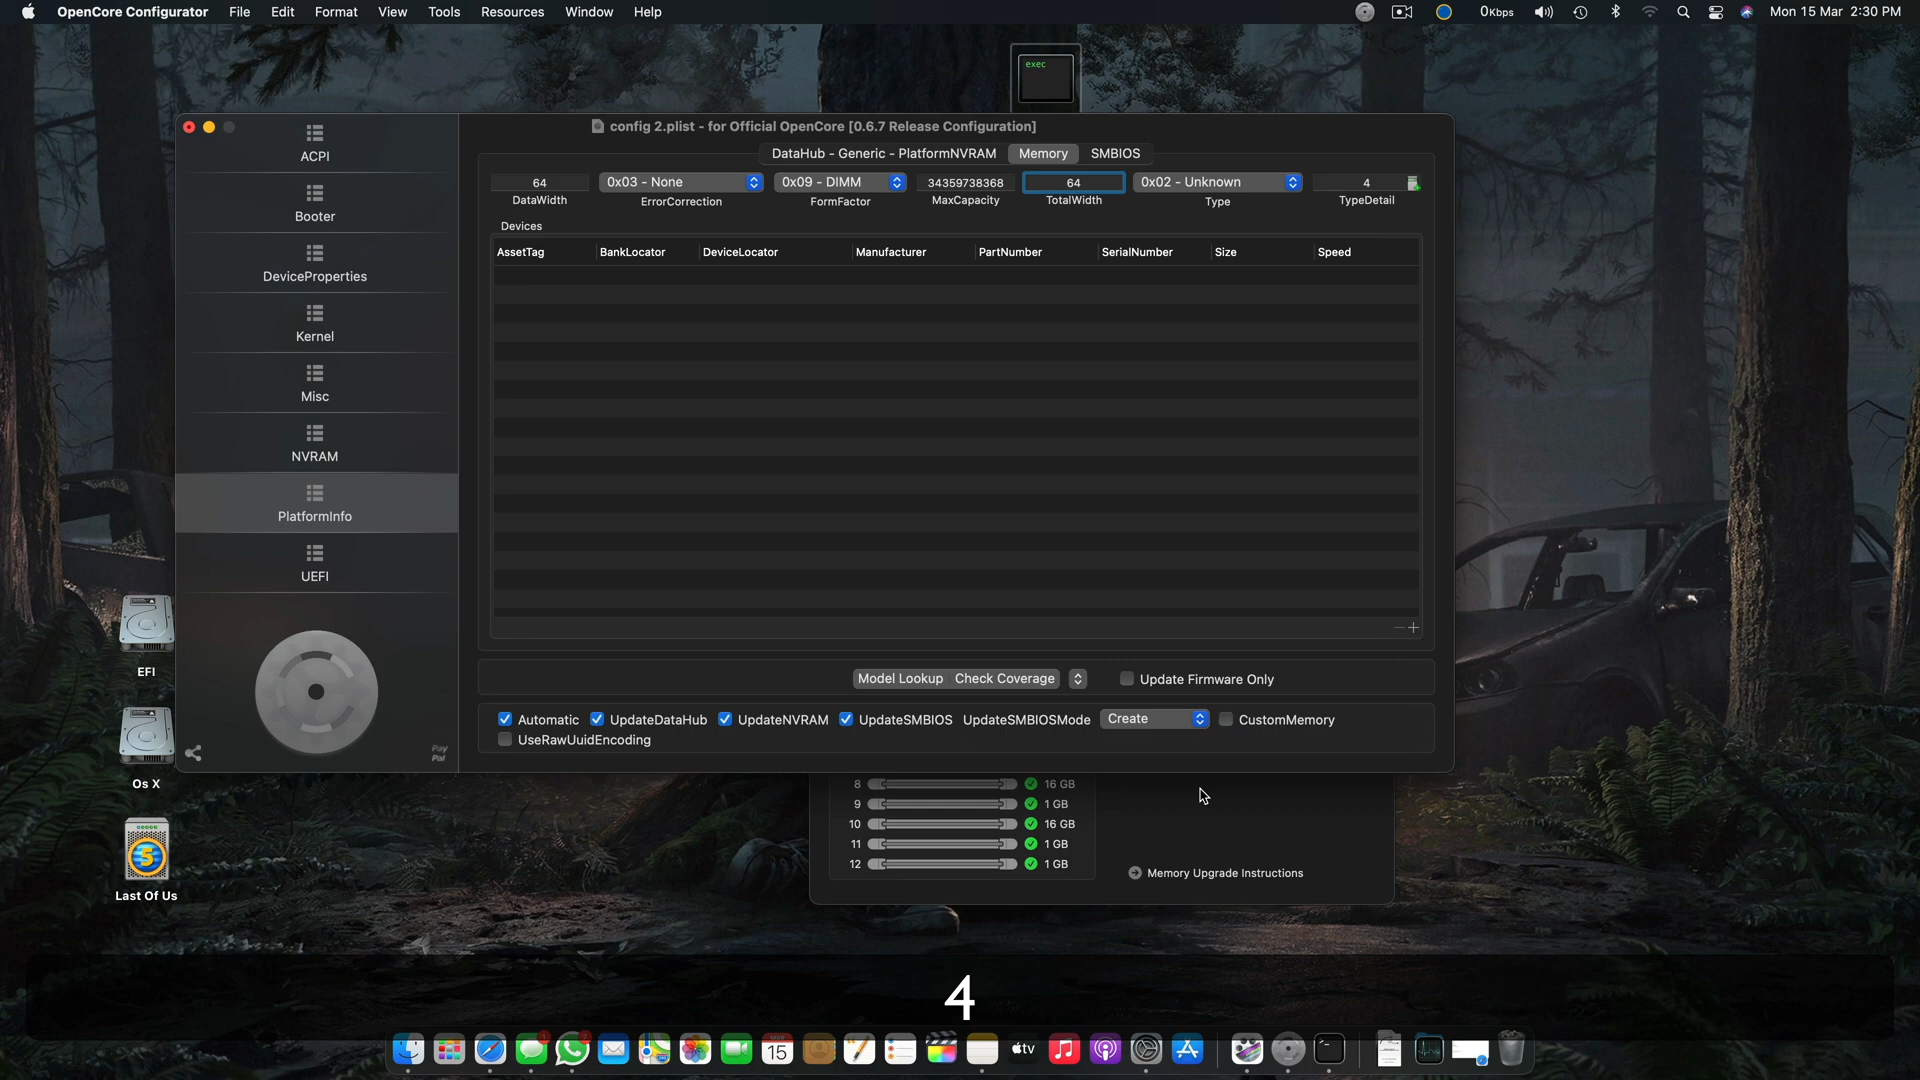 OpenCore Configurator File Edit Format View Tools Resources Window Help 0Kbps Mon 15 Mar 2:30 PM
exec
config 2.plist - for Official OpenCore [0.6.7 Release Configuration]
DataHub - Generic - PlatformNVRAM Memory SMBIOS
64 0x03 - None 0x09 - DIMM 34359738368 64 0x02 - Unknown 4
DataWidth ErrorCorrection FormFactor MaxCapacity TotalWidth Type TypeDetail
Devices
AssetTag BankLocator DeviceLocator Manufacturer PartNumber SerialNumber Size Speed
ACPI
Booter
DeviceProperties
Kernel
Misc
NVRAM
PlatformInfo
UEFI
Pay
Pal
Model Lookup Check Coverage Update Firmware Only
Automatic UpdateDataHub UpdateNVRAM UpdateSMBIOS UpdateSMBIOSMode Create CustomMemory
UseRawUuidEncoding
8 16 GB
9 1 GB
10 16 GB
11 1 GB
12 1 GB
Memory Upgrade Instructions
EFI
Os X
5
Last Of Us
4
15
tv